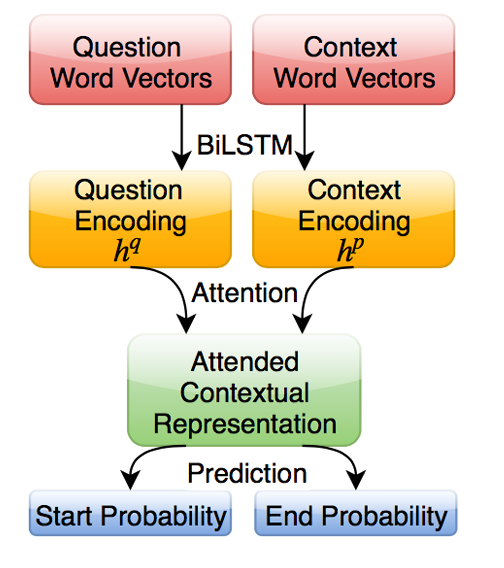 Question
Word Vectors
Context
Word Vectors
BiLSTM
Question
Encoding
h^q
Context
Encoding
h^p
Attention
Attended
Contextual
Representation
Prediction
Start Probability
End Probability